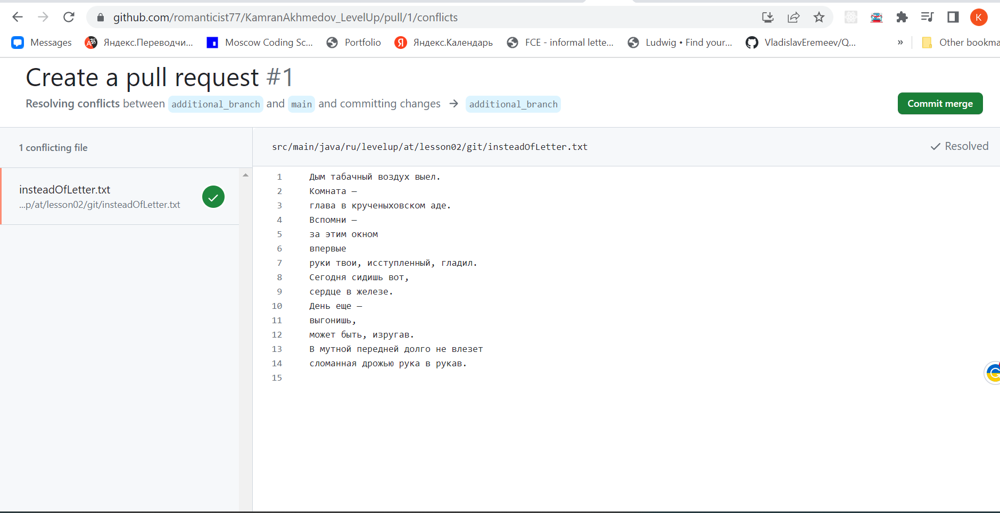 github.com/romanticist77/KamranAkhmedov_LevelUp/pull/1/conflicts
K
Messages Яндекс.Переводчи... Moscow Coding Sc... Portfolio Яндекс.Календарь FCE - informal lette... Ludwig • Find your... VladislavEremeev/Q... » Other bookma
Create a pull request #1
Resolving conflicts between additional_branch and main and committing changes → additional_branch
Commit merge
1 conflicting file
src/main/java/ru/levelup/at/lesson02/git/insteadOfLetter.txt
Resolved
insteadOfLetter.txt
...p/at/lesson02/git/insteadOfLetter.txt
1 Дым табачный воздух выел.
2 Комната —
3 глава в крученыховском аде.
4 Вспомни —
5 за этим окном
6 впервые
7 руки твои, исступленный, гладил.
8 Сегодня сидишь вот,
9 сердце в железе.
10 День еще —
11 выгонишь,
12 может быть, изругав.
13 В мутной передней долго не влезет
14 сломанная дрожью рука в рукав.
15